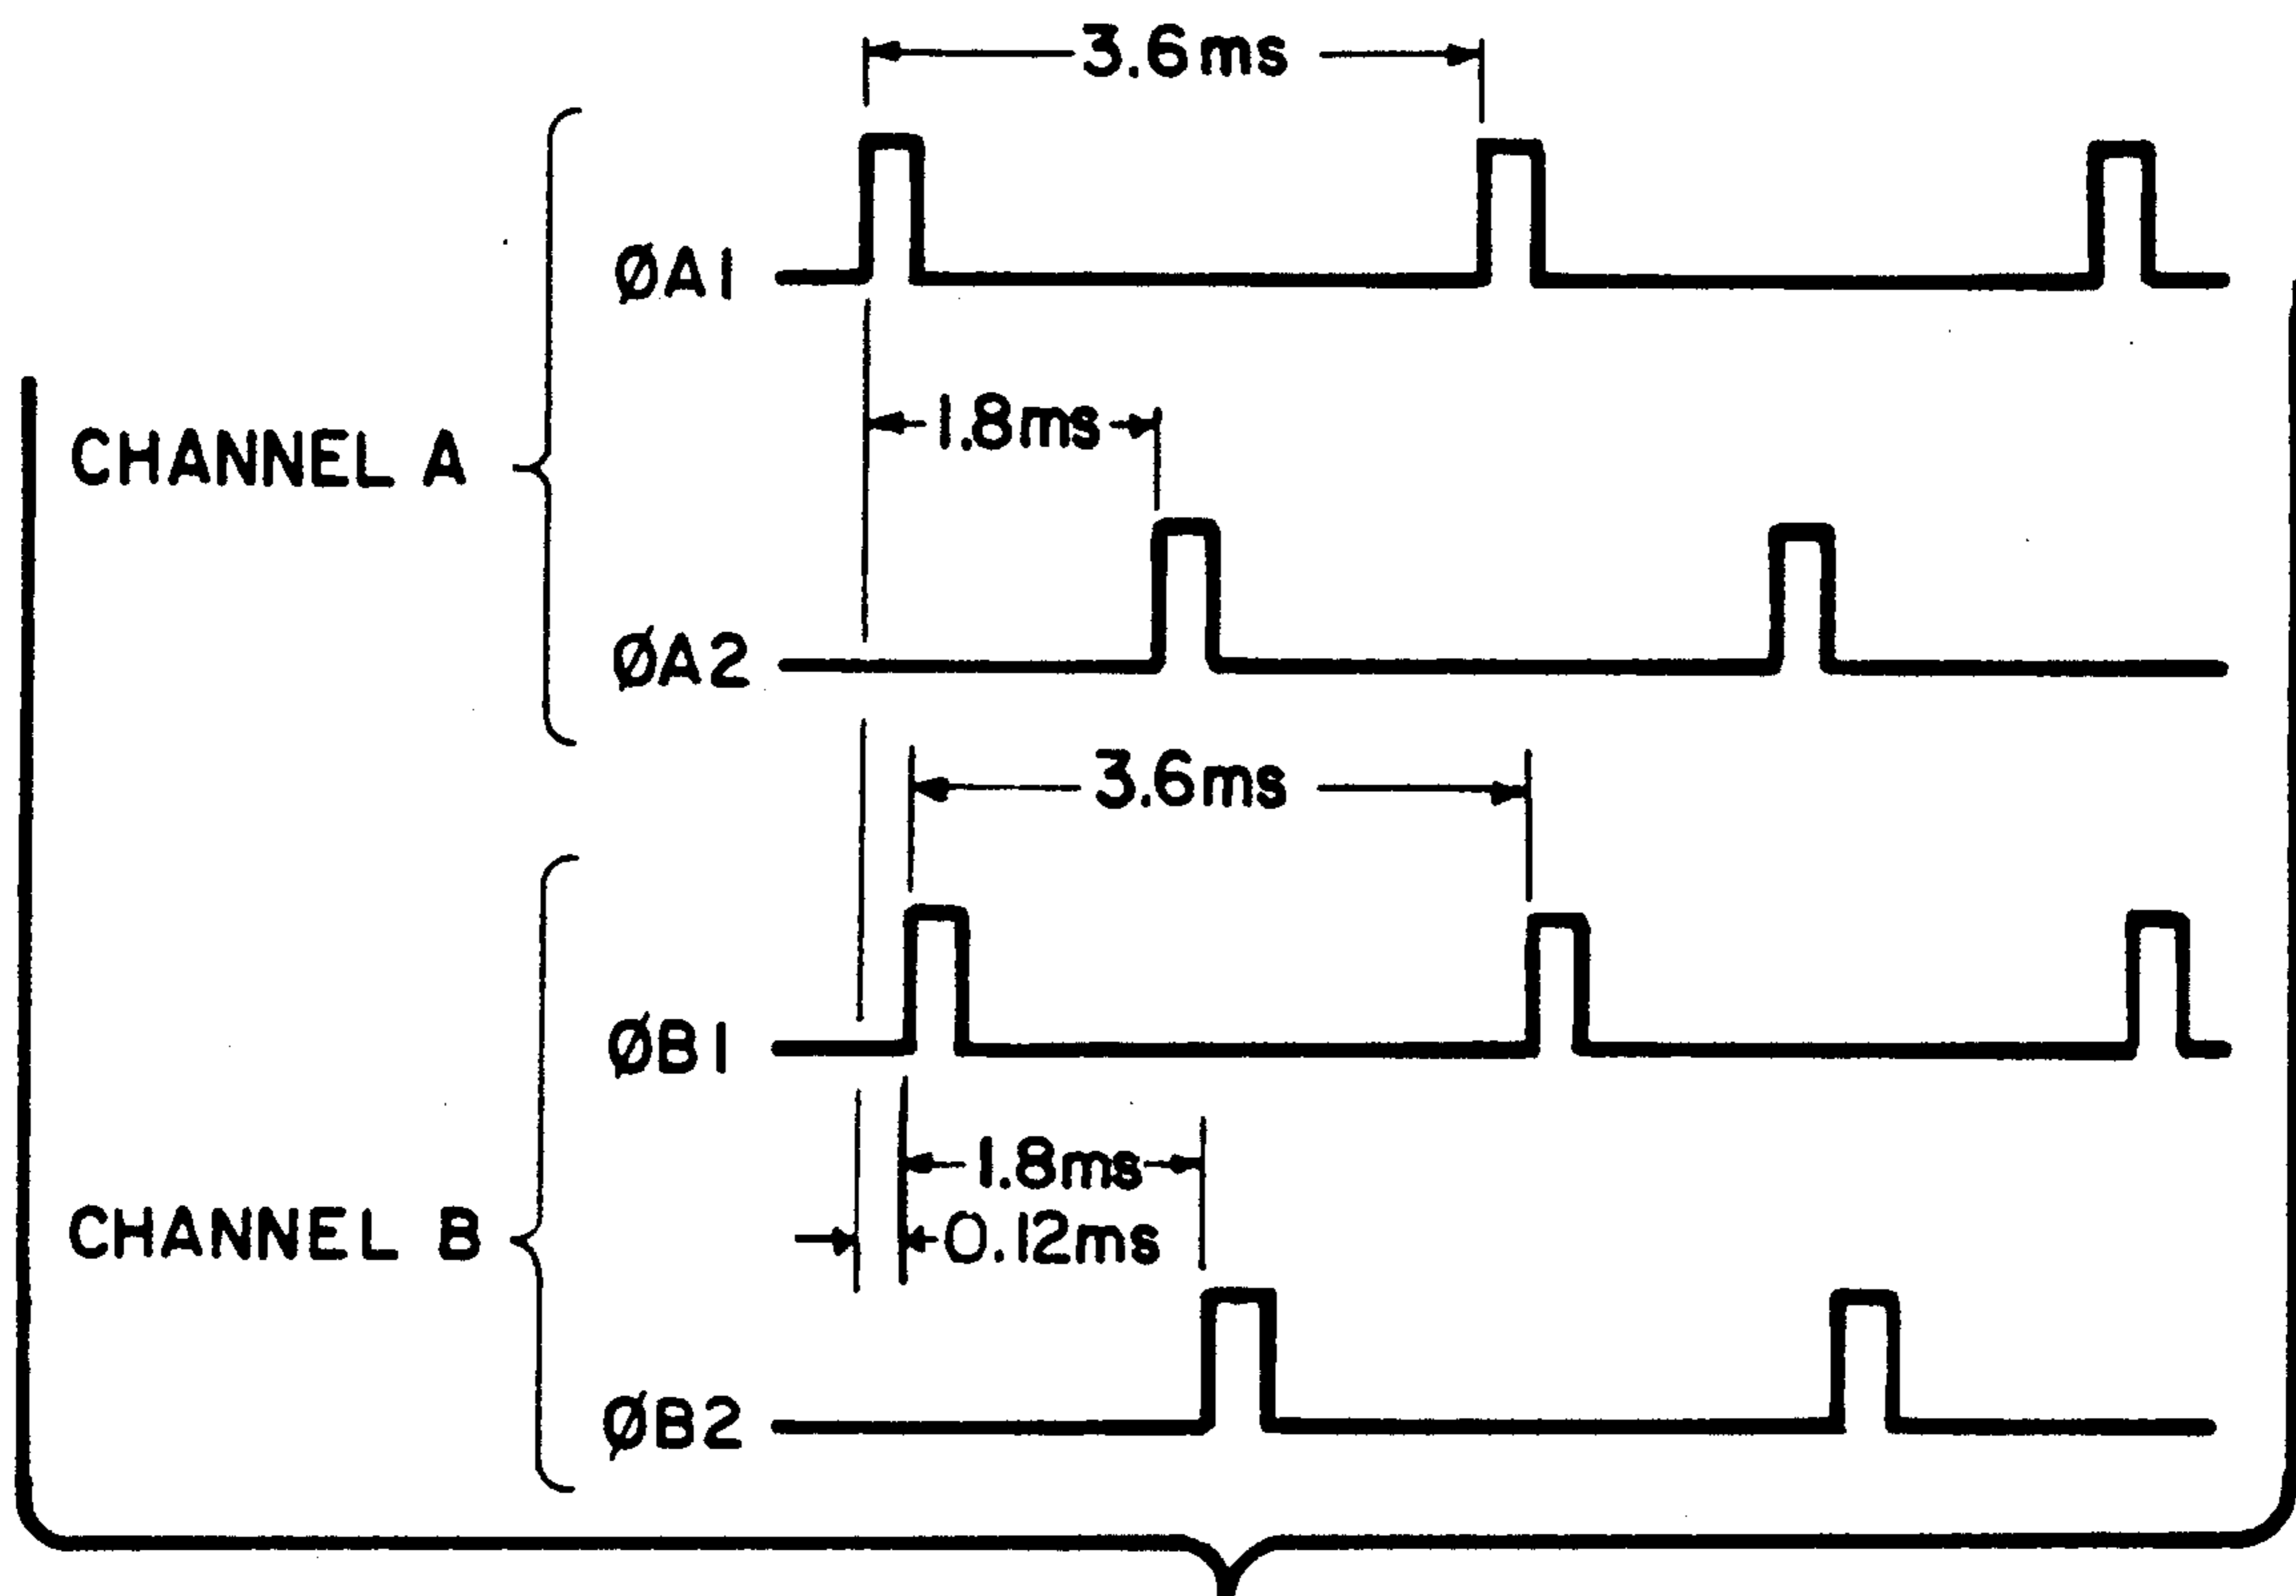 3.6ms
ØA1
1.8ms
CHANNEL A
ØA2
3.6ms
ØB1
1.8ms
0.12ms
CHANNEL B
ØB2